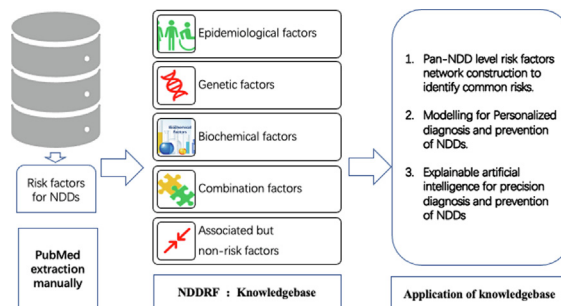 Epidemiological factors
Genetic factors
Biochemical factors
Combination factors
Associated but
non-risk factors
Risk factors
for NDDs
PubMed
extraction
manually
NDDRF : Knowledgebase
1. Pan-NDD level risk factors
network construction to
identify common risks.
2. Modelling for Personalized
diagnosis and prevention
of NDDs.
3. Explainable artificial
intelligence for precision
diagnosis and prevention
of NDDs
Application of knowledgebase